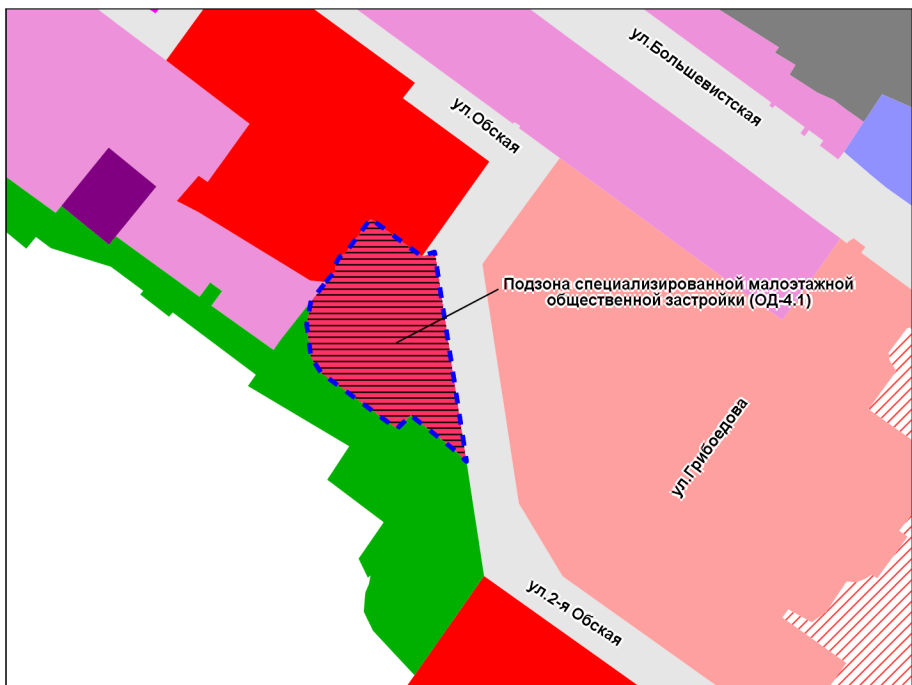 ул.Большевистская
ул.Обская
Подзона специализированной малоэтажной
общественной застройки (ОД-4.1)
ул.Грибоедова
ул.2-я Обская